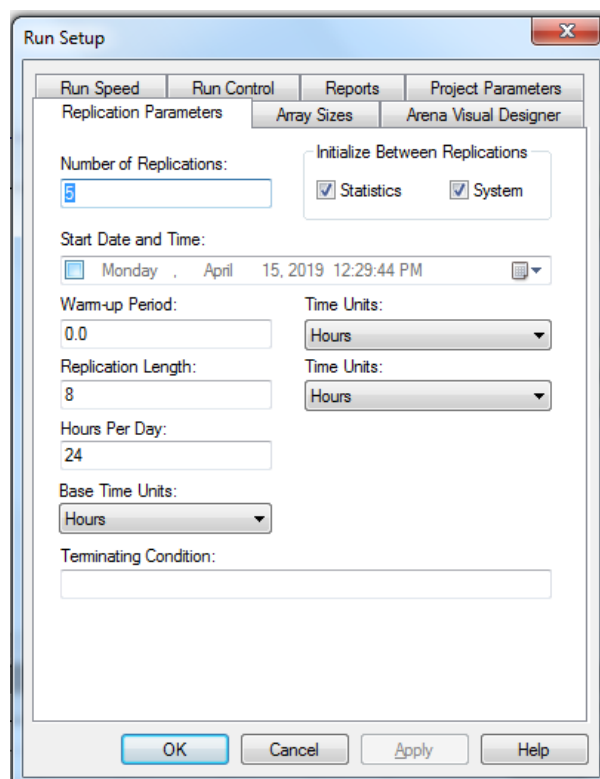 Run Setup
Run Speed Run Control Reports Project Parameters
Replication Parameters Array Sizes Arena Visual Designer
Number of Replications:
5
Initialize Between Replications
Statistics System
Start Date and Time:
Monday , April 15, 2019 12:29:44 PM
Warm-up Period: Time Units:
0.0 Hours
Replication Length: Time Units:
8 Hours
Hours Per Day:
24
Base Time Units:
Hours
Terminating Condition:
OK Cancel Apply Help